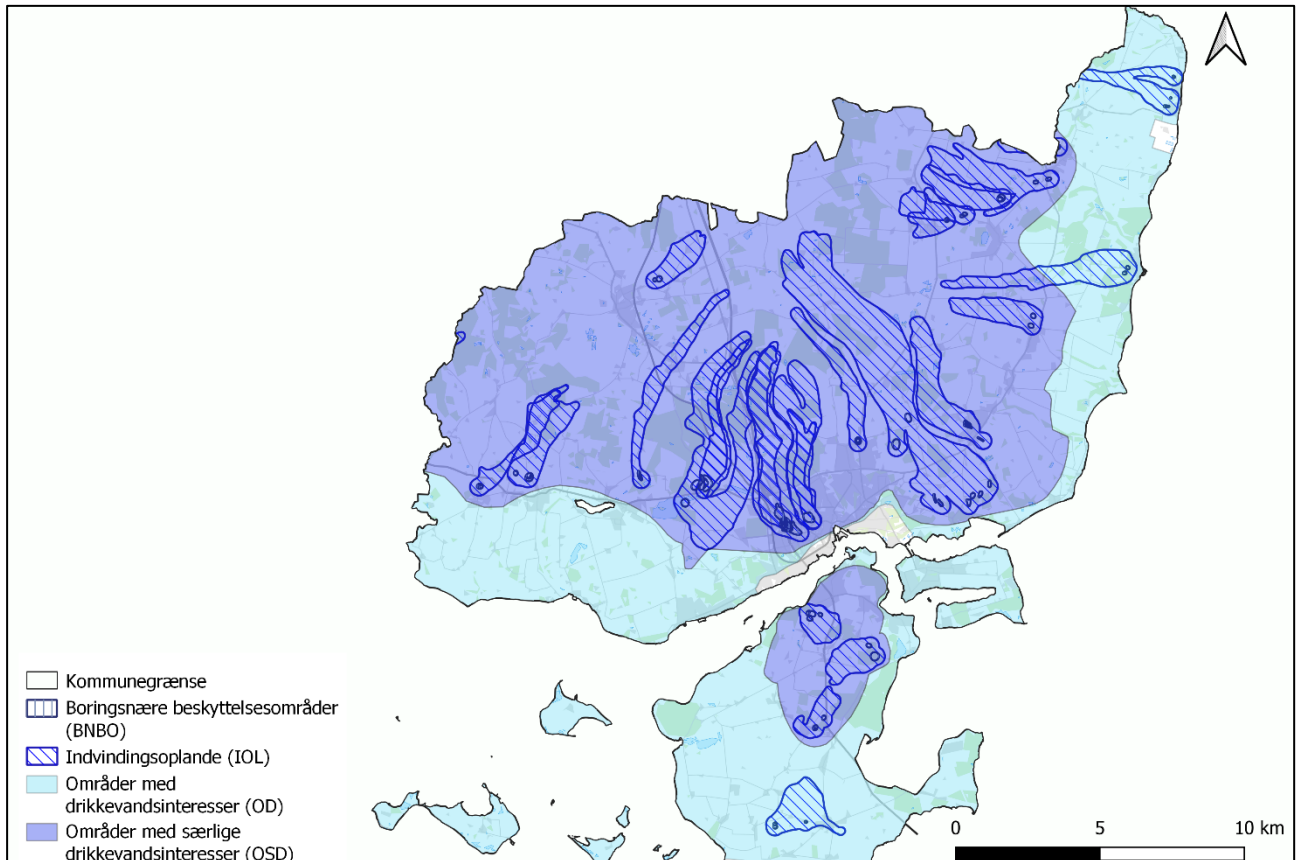 Kommunegrænse
Boringsnære beskyttelsesområder
(BNBO)
Indvindingsoplande (IOL)
Områder med
drikkevandsinteresser (OD)
Områder med særlige
drikkevandsinteresser (OSD)
0 5 10 km